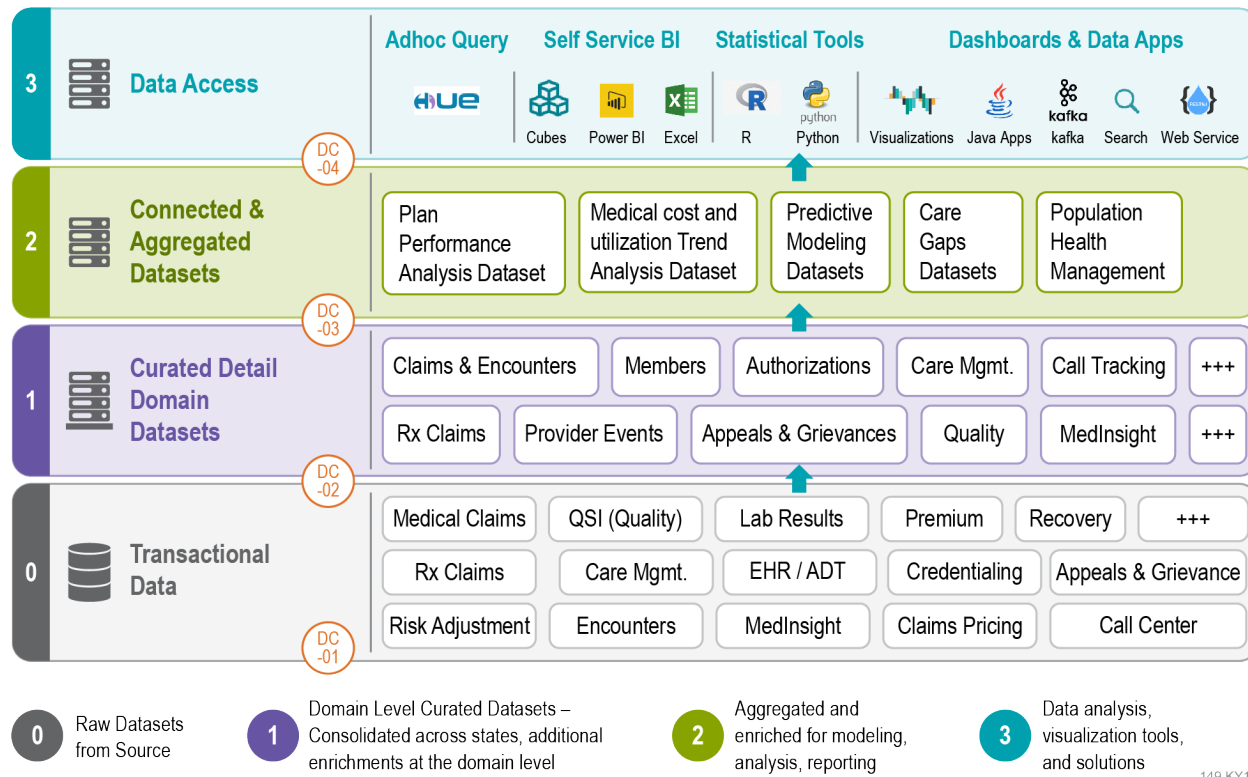 Adhoc Query
Self Service BI
Statistical Tools
Dashboards & Data Apps
3
Data Access
HUE
Cubes
Power BI
Excel
R
R
python
Python
Visualizations
Java
Java Apps
kafka
kafka
Search
{RESTful}
Web Service
DC
-04
2
Connected &
Aggregated
Datasets
Plan
Performance
Analysis Dataset
Medical cost and
utilization Trend
Analysis Dataset
Predictive
Modeling
Datasets
Care
Gaps
Datasets
Population
Health
Management
DC
-03
1
Curated Detail
Domain
Datasets
Claims & Encounters
Members
Authorizations
Care Mgmt.
Call Tracking
+++
Rx Claims
Provider Events
Appeals & Grievances
Quality
MedInsight
+++
DC
-02
0
Transactional
Data
Medical Claims
QSI (Quality)
Lab Results
Premium
Recovery
+++
Rx Claims
Care Mgmt.
EHR / ADT
Credentialing
Appeals & Grievance
Risk Adjustment
Encounters
MedInsight
Claims Pricing
Call Center
DC
-01
0
Raw Datasets
from Source
1
Domain Level Curated Datasets –
Consolidated across states, additional
enrichments at the domain level
2
Aggregated and
enriched for modeling,
analysis, reporting
3
Data analysis,
visualization tools,
and solutions